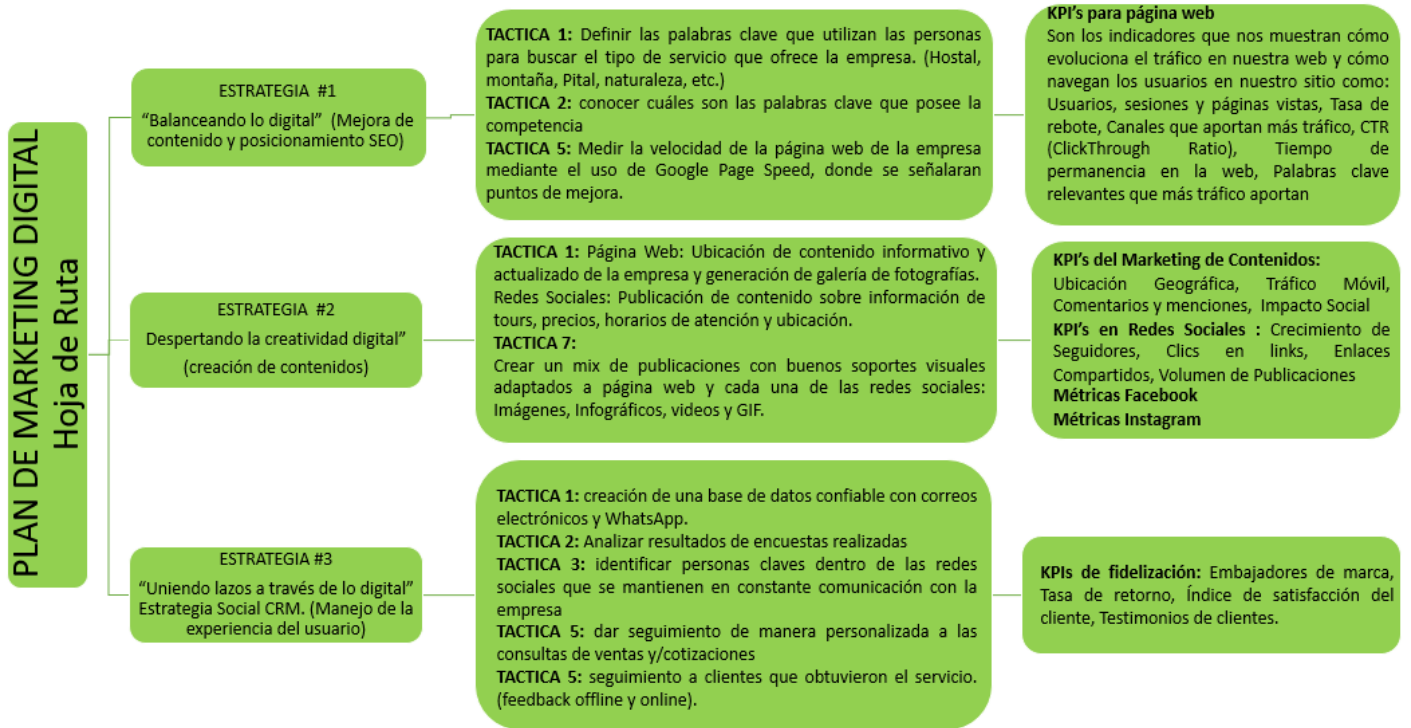 PLAN DE MARKETING DIGITAL
Hoja de Ruta
ESTRATEGIA #1
“Balanceando lo digital” (Mejora de
contenido y posicionamiento SEO)
TACTICA 1: Definir las palabras clave que utilizan las personas
para buscar el tipo de servicio que ofrece la empresa. (Hostal,
montaña, Pital, naturaleza, etc.)
TACTICA 2: conocer cuáles son las palabras clave que posee la
competencia
TACTICA 5: Medir la velocidad de la página web de la empresa
mediante el uso de Google Page Speed, donde se señalaran
puntos de mejora.
KPI’s para página web
Son los indicadores que nos muestran cómo
evoluciona el tráfico en nuestra web y cómo
navegan los usuarios en nuestro sitio como:
Usuarios, sesiones y páginas vistas, Tasa de
rebote, Canales que aportan más tráfico, CTR
(ClickThrough Ratio), Tiempo de
permanencia en la web, Palabras clave
relevantes que más tráfico aportan
ESTRATEGIA #2
Despertando la creatividad digital”
(creación de contenidos)
TACTICA 1: Página Web: Ubicación de contenido informativo y
actualizado de la empresa y generación de galería de fotografías.
Redes Sociales: Publicación de contenido sobre información de
tours, precios, horarios de atención y ubicación.
TACTICA 7:
Crear un mix de publicaciones con buenos soportes visuales
adaptados a página web y cada una de las redes sociales:
Imágenes, Infográficos, videos y GIF.
KPI’s del Marketing de Contenidos:
Ubicación Geográfica, Tráfico Móvil,
Comentarios y menciones, Impacto Social
KPI’s en Redes Sociales : Crecimiento de
Seguidores, Clics en links, Enlaces
Compartidos, Volumen de Publicaciones
Métricas Facebook
Métricas Instagram
ESTRATEGIA #3
“Uniendo lazos a través de lo digital”
Estrategia Social CRM. (Manejo de la
experiencia del usuario)
TACTICA 1: creación de una base de datos confiable con correos
electrónicos y WhatsApp.
TACTICA 2: Analizar resultados de encuestas realizadas
TACTICA 3: identificar personas claves dentro de las redes
sociales que se mantienen en constante comunicación con la
empresa
TACTICA 5: dar seguimiento de manera personalizada a las
consultas de ventas y/cotizaciones
TACTICA 5: seguimiento a clientes que obtuvieron el servicio.
(feedback offline y online).
KPIs de fidelización: Embajadores de marca,
Tasa de retorno, Índice de satisfacción del
cliente, Testimonios de clientes.